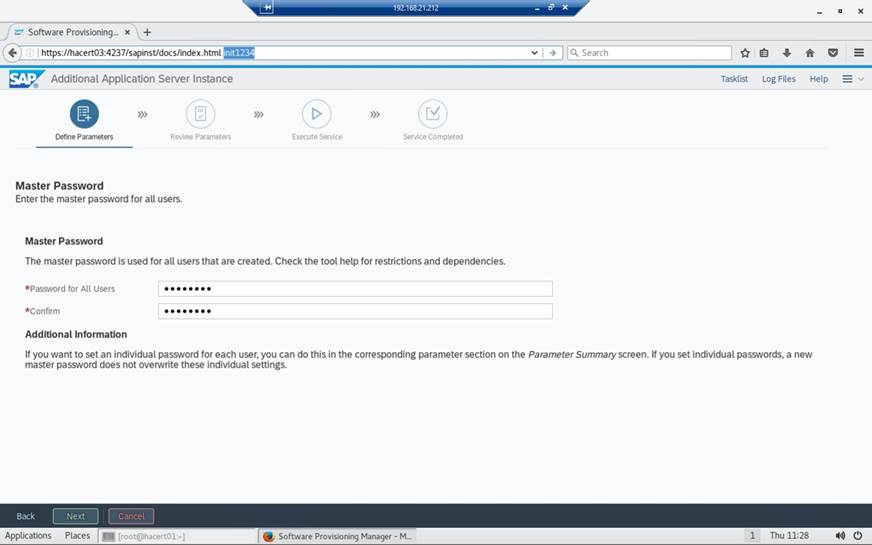 192.168.21.212
Software Provisioning...
https://hacert03:4237/sapinst/docs/index.html init1234
Search
SAP Additional Application Server Instance
Tasklist Log Files Help
Define Parameters Review Parameters Execute Service Service Completed
Master Password
Enter the master password for all users.
Master Password
The master password is used for all users that are created. Check the tool help for restrictions and dependencies.
*Password for All Users ••••••••
*Confirm ••••••••
Additional Information
If you want to set an individual password for each user, you can do this in the corresponding parameter section on the Parameter Summary screen. If you set individual passwords, a new
master password does not overwrite these individual settings.
Back Next Cancel
Applications Places [root@hacert01:~] Software Provisioning Manager - M... 1 Thu 11:28